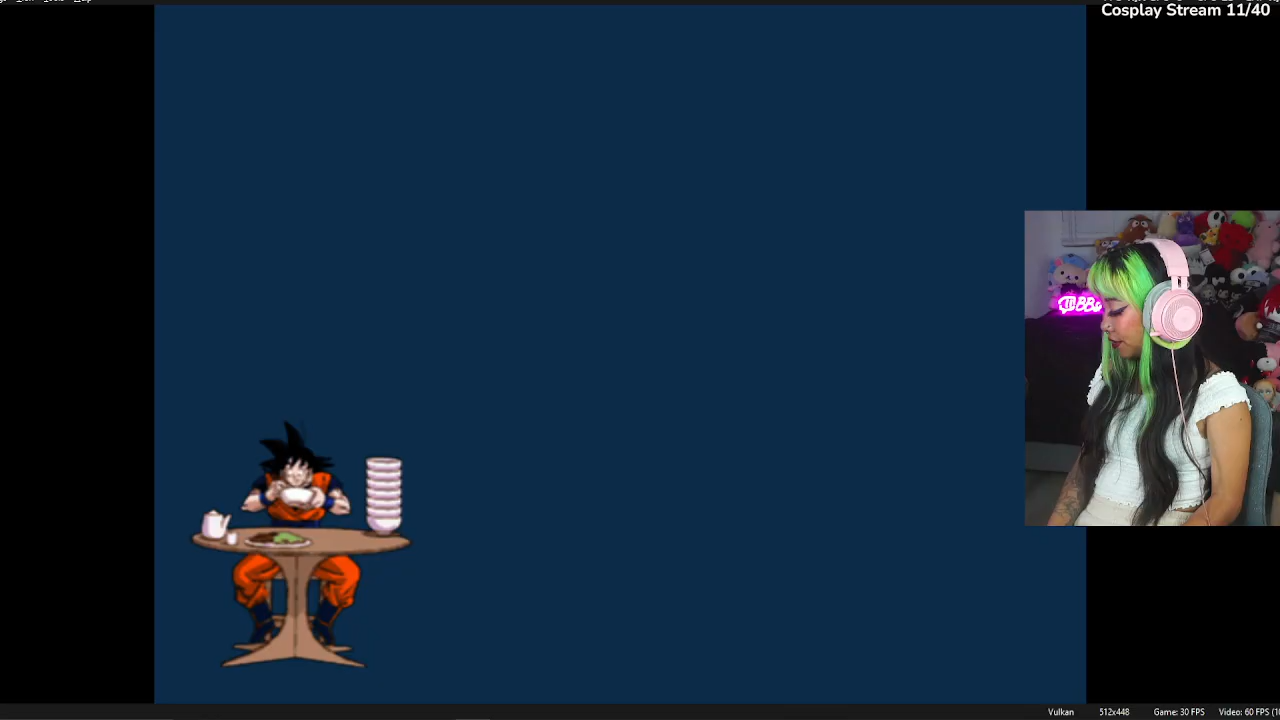 Cosplay Stream 11/40
Vulkan
512x448
Game: 30 FPS
Video: 60 FPS